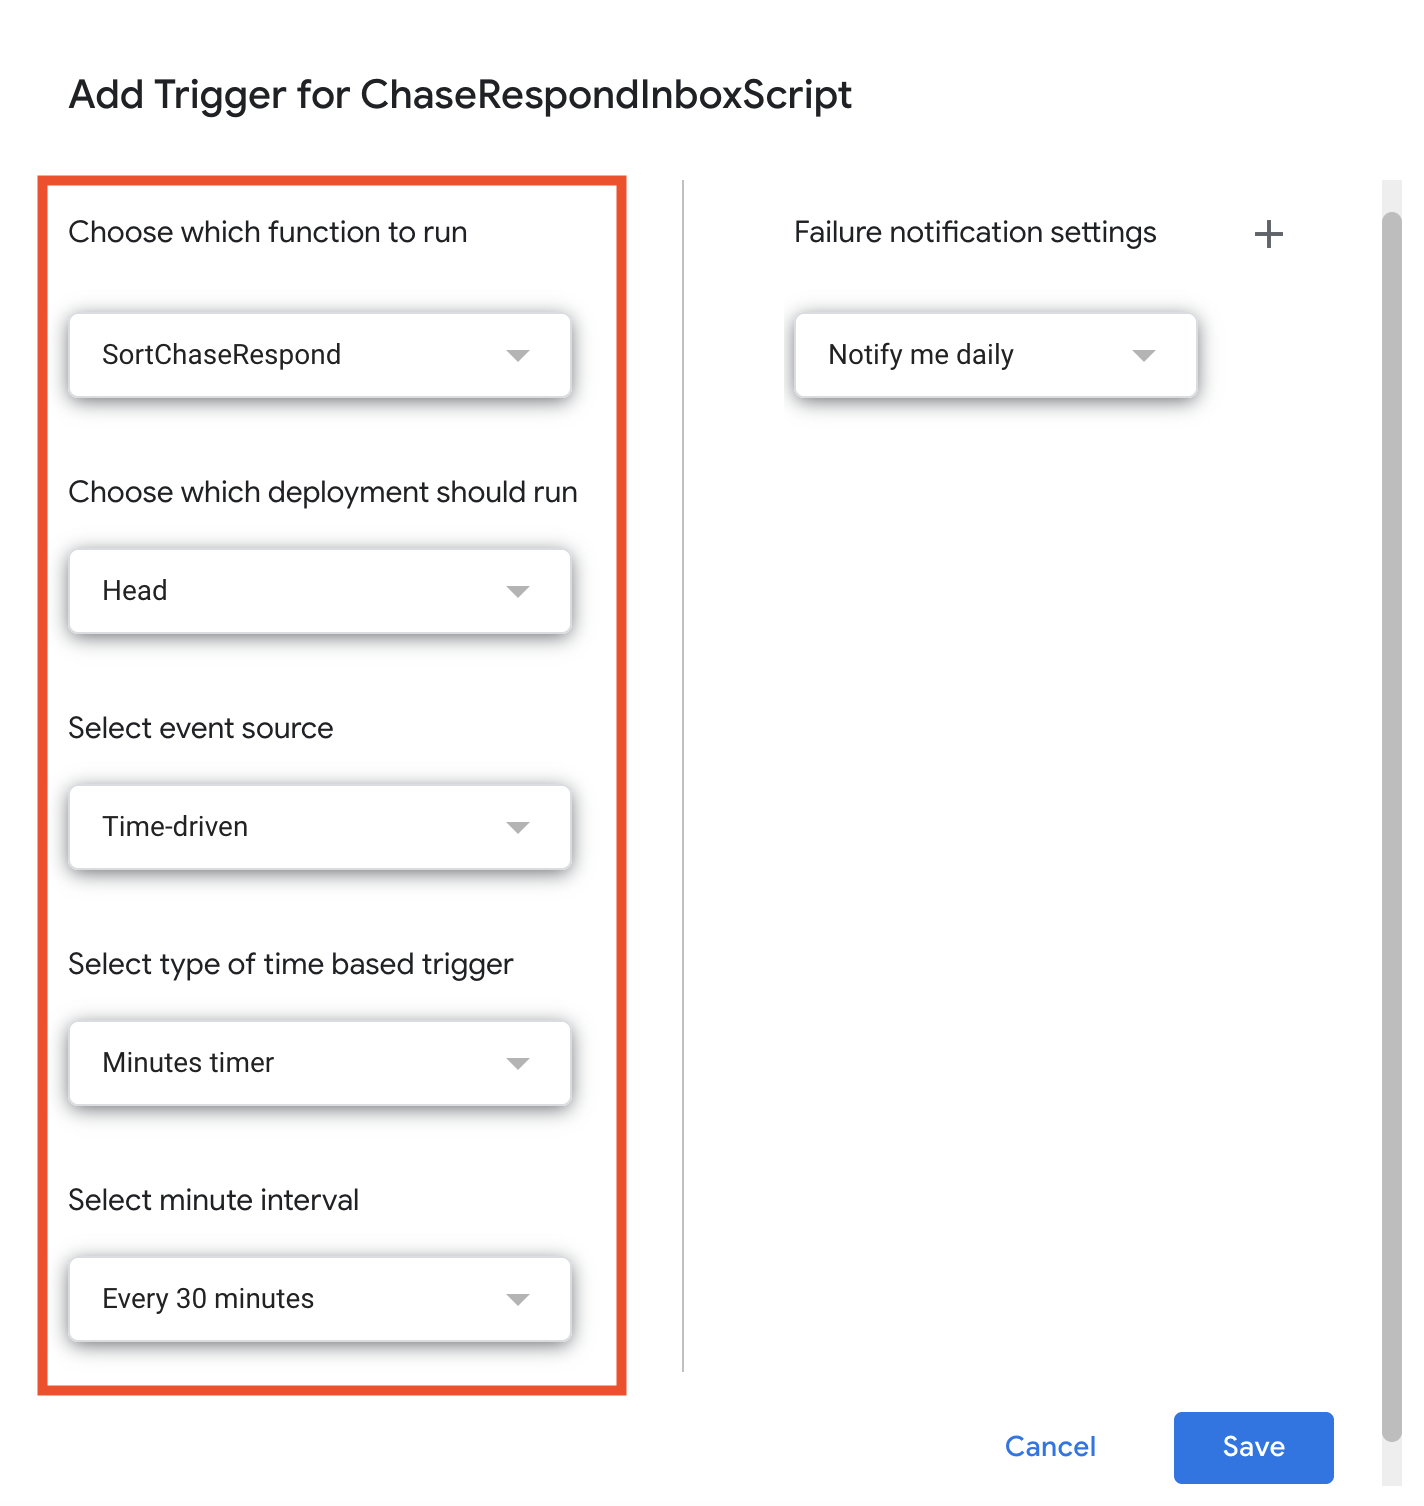 Add Trigger for ChaseRespondInboxScript
Choose which function to run
SortChaseRespond
Choose which deployment should run
Head
Select event source
Time-driven
Select type of time based trigger
Minutes timer
Select minute interval
Every 30 minutes
Failure notification settings
Notify me daily
Cancel
Save